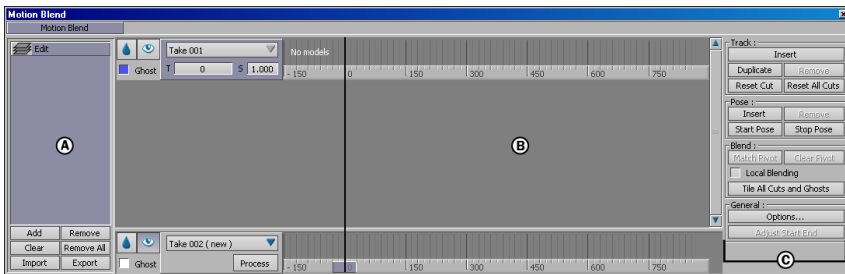 Motion Blend
Motion Blend
Edit
A
Add Remove
Clear Remove All
Import Export
Take 001
Ghost T 0 S 1.000
No models
- 150 0 150 300 450 600 750
B
Take 002 ( new )
Ghost Process
- 150 0 150 300 450 600 750
Track :
Insert
Duplicate Remove
Reset Cut Reset All Cuts
Pose :
Insert Remove
Start Pose Stop Pose
Blend :
Match Pivot Clear Pivot
Local Blending
Tile All Cuts and Ghosts
General :
Options...
Adjust Start End
C